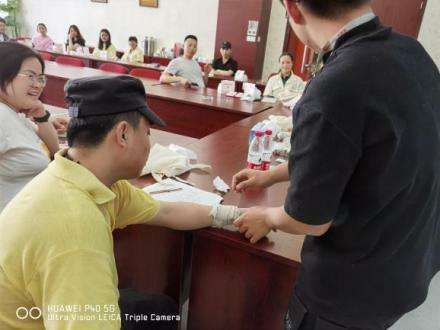 HUAWEI P40 5G
Ultra Vision LEICA Triple Camera